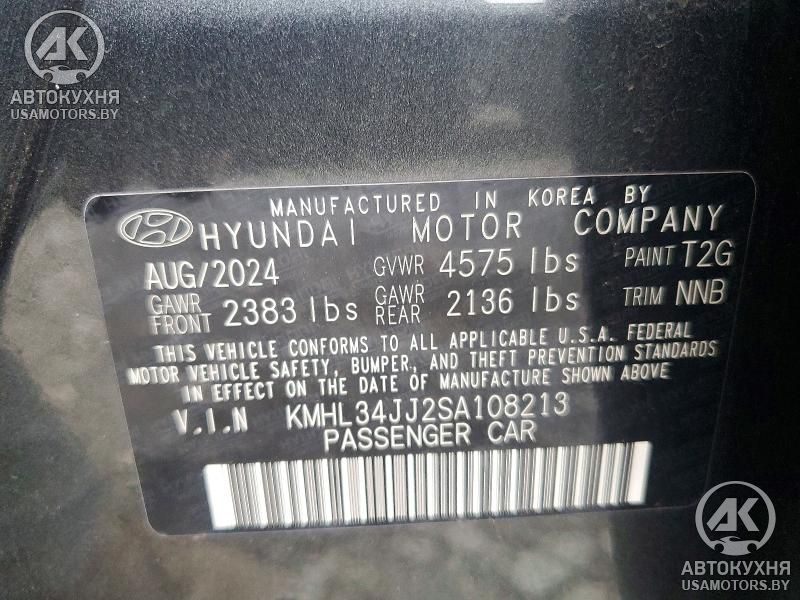 AK
АВТОКУХНЯ
USAMOTORS.BY
MANUFACTURED IN KOREA BY
HYUNDAI MOTOR COMPANY
AUG/2024 GVWR 4575 lbs PAINT T2G
GAWR FRONT 2383 lbs GAWR REAR 2136 lbs TRIM NNB
THIS VEHICLE CONFORMS TO ALL APPLICABLE U.S.A. FEDERAL
MOTOR VEHICLE SAFETY, BUMPER, AND THEFT PREVENTION STANDARDS
IN EFFECT ON THE DATE OF MANUFACTURE SHOWN ABOVE.
V.I.N KMHL34JJ2SA108213
PASSENGER CAR
AK
АВТОКУХНЯ
USAMOTORS.BY